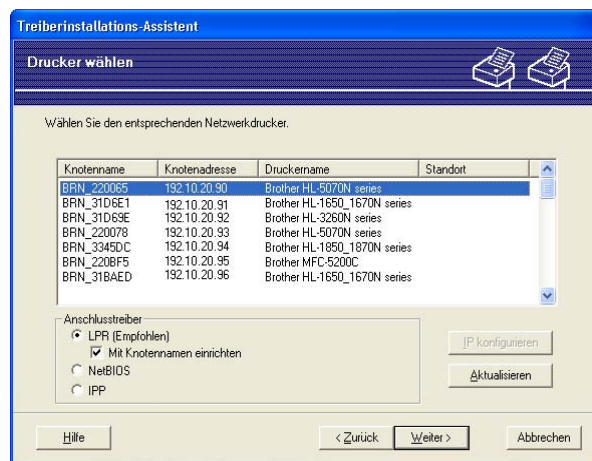 Treiberinstallations-Assistent
Drucker wählen
Wählen Sie den entsprechenden Netzwerkdrucker.
Knotenname Knotenadresse Druckername Standort
BRN_220065 192.10.20.90 Brother HL-5070N series
BRN_31D6E1 192.10.20.91 Brother HL-1650_1670N series
BRN_31D69E 192.10.20.92 Brother HL-3260N series
BRN_220078 192.10.20.93 Brother HL-5070N series
BRN_3345DC 192.10.20.94 Brother HL-1850_1870N series
BRN_220BF5 192.10.20.95 Brother MFC-5200C
BRN_31BAED 192.10.20.96 Brother HL-1650_1670N series
Anschlusstreiber
LPR (Empfohlen)
Mit Knotennamen einrichten
NetBIOS
IPP
IP konfigurieren
Aktualisieren
Hilfe
< Zurück
Weiter >
Abbrechen